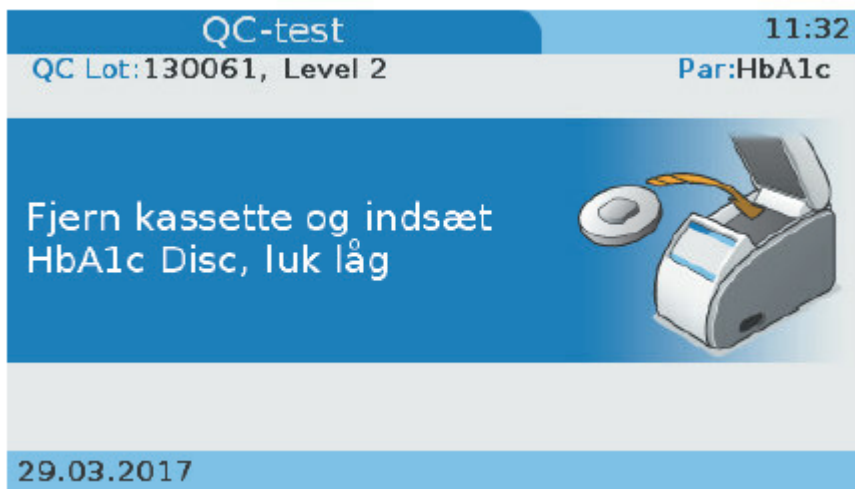 QC-test 11:32
QC Lot:130061, Level 2 Par:HbA1c
Fjern kassette og indsæt
HbA1c Disc, luk låg
29.03.2017